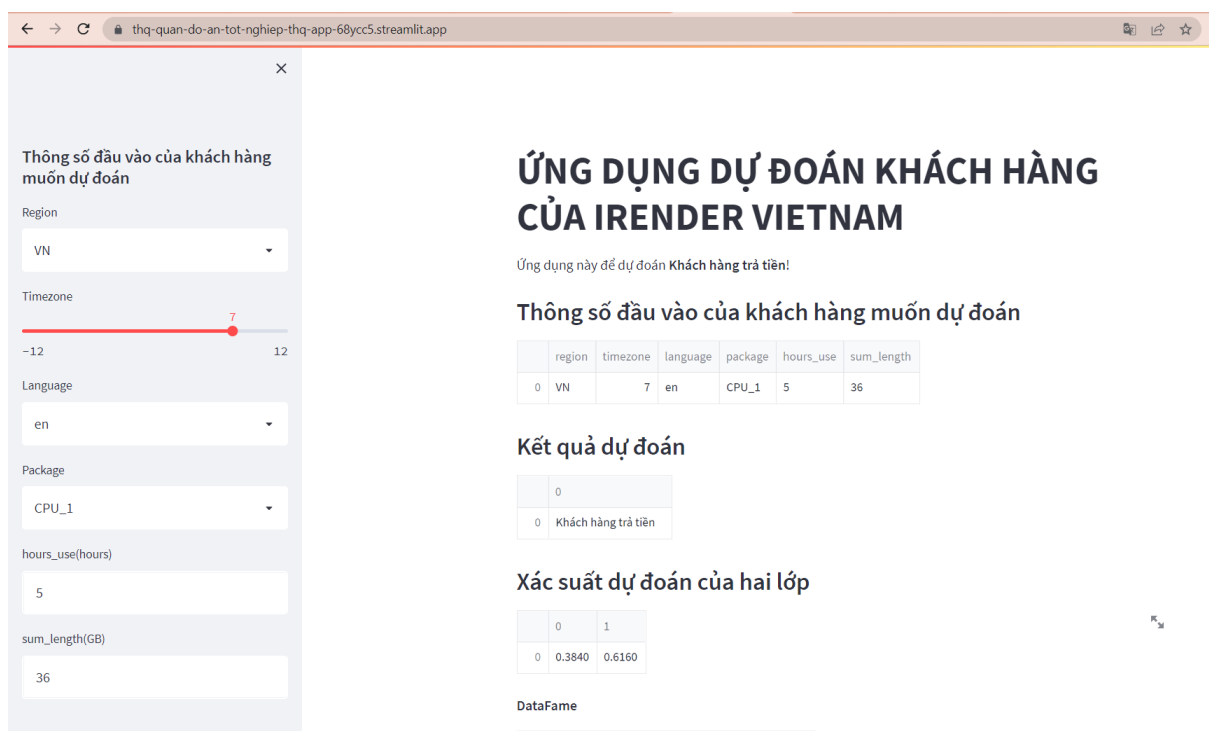 thq-quan-do-an-tot-nghiep-thq-app-68ycc5.streamlit.app
Thông số đầu vào của khách hàng
muốn dự đoán
Region
VN
Timezone
7
-12 12
Language
en
Package
CPU_1
hours_use(hours)
5
sum_length(GB)
36
ỨNG DỤNG DỰ ĐOÁN KHÁCH HÀNG
CỦA IRENDER VIETNAM
Ứng dụng này để dự đoán Khách hàng trả tiền!
Thông số đầu vào của khách hàng muốn dự đoán
region timezone language package hours_use sum_length
0 VN 7 en CPU_1 5 36
Kết quả dự đoán
0
0 Khách hàng trả tiền
Xác suất dự đoán của hai lớp
0 1
0 0.3840 0.6160
DataFame